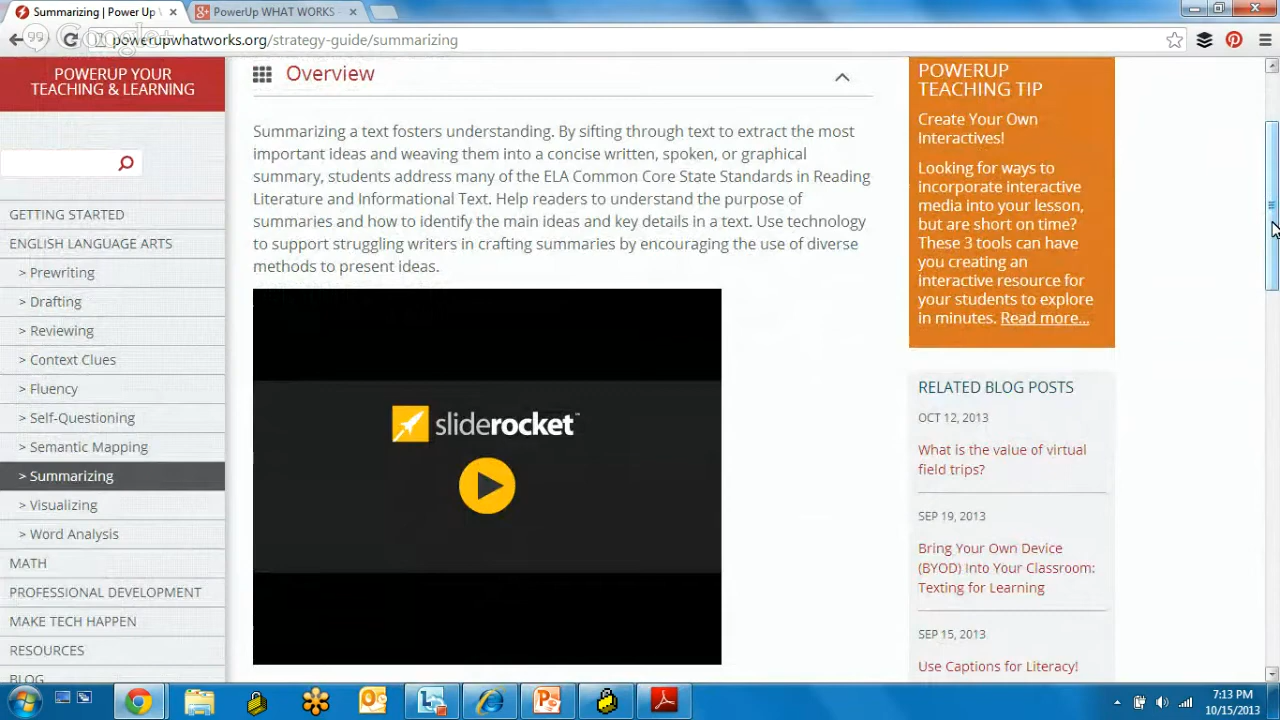 Summarizing | Power Up \
PowerUp WHAT WORKS -
Google+
powerupwhatworks.org/strategy-guide/summarizing
POWERUP YOUR
TEACHING & LEARNING
GETTING STARTED
ENGLISH LANGUAGE ARTS
> Prewriting
> Drafting
> Reviewing
> Context Clues
> Fluency
> Self-Questioning
> Semantic Mapping
> Summarizing
> Visualizing
> Word Analysis
MATH
PROFESSIONAL DEVELOPMENT
MAKE TECH HAPPEN
RESOURCES
BLOG
Overview
Summarizing a text fosters understanding. By sifting through text to extract the most
important ideas and weaving them into a concise written, spoken, or graphical
summary, students address many of the ELA Common Core State Standards in Reading
Literature and Informational Text. Help readers to understand the purpose of
summaries and how to identify the main ideas and key details in a text. Use technology
to support struggling writers in crafting summaries by encouraging the use of diverse
methods to present ideas.
sliderocket™
POWERUP
TEACHING TIP
Create Your Own
Interactives!
Looking for ways to
incorporate interactive
media into your lesson,
but are short on time?
These 3 tools can have
you creating an
interactive resource for
your students to explore
in minutes. Read more...
RELATED BLOG POSTS
OCT 12, 2013
What is the value of virtual
field trips?
SEP 19, 2013
Bring Your Own Device
(BYOD) Into Your Classroom:
Texting for Learning
SEP 15, 2013
Use Captions for Literacy!
7:13 PM
10/15/2013